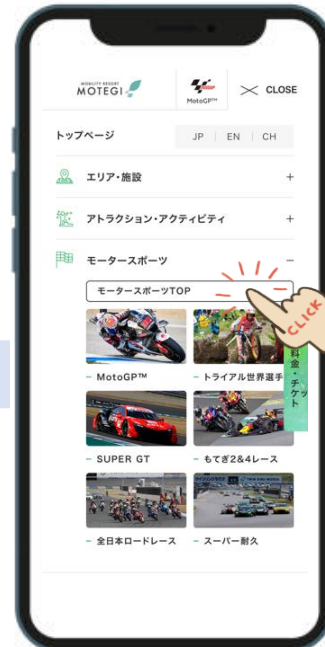 MOBILITY RESORT
MOTEGI
MotoGP™
CLOSE
トップページ
JP | EN | CH
エリア・施設 +
アトラクション・アクティビティ +
モータースポーツ −
モータースポーツTOP
CLICK
料金・チケット
− MotoGP™
− トライアル世界選手
− SUPER GT
− もてぎ2&4レース
− 全日本ロードレース
− スーパー耐久